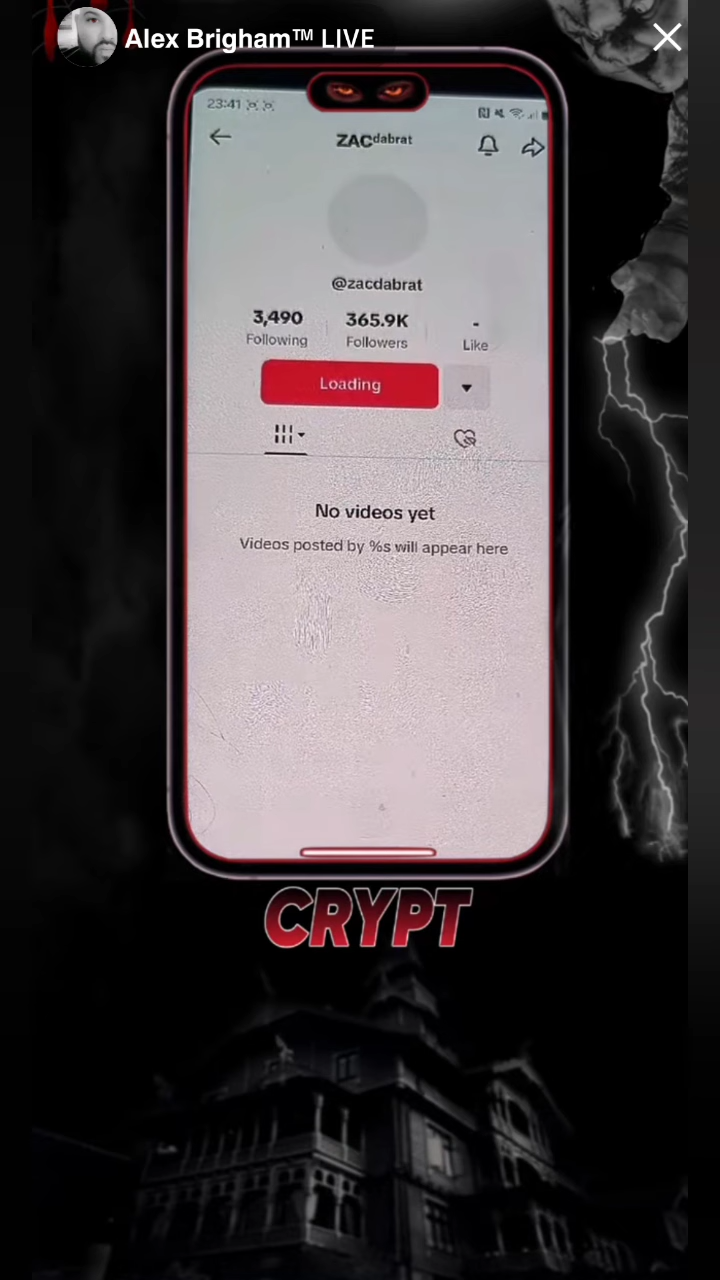 Alex Brigham™ LIVE
23:41
ZACdabrat
@zacdabrat
3,490
Following
365.9K
Followers
-
Like
Loading
No videos yet
Videos posted by %s will appear here
CRYPT